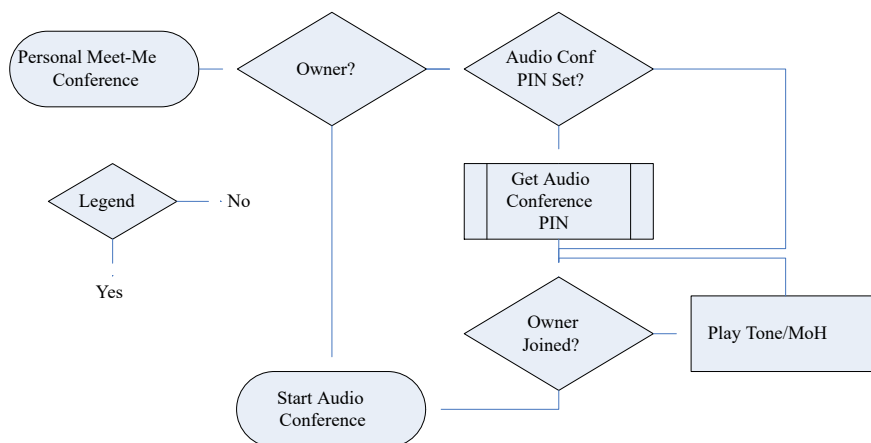 Personal Meet-Me
Conference
Owner?
Audio Conf
PIN Set?
Legend
No
Yes
Get Audio
Conference
PIN
Owner
Joined?
Play Tone/MoH
Start Audio
Conference